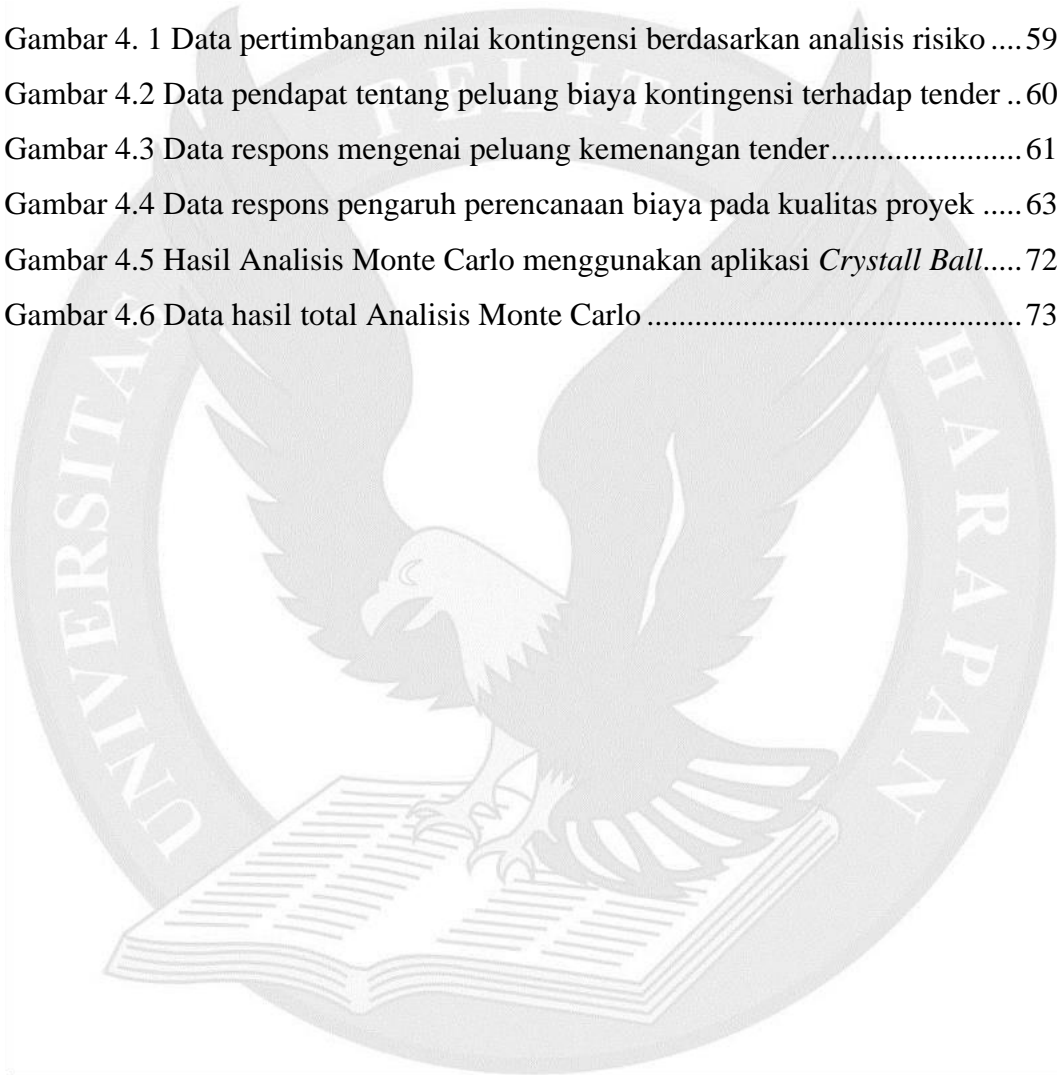 Gambar 4. 1 Data pertimbangan nilai kontingensi berdasarkan analisis risiko .... 59
Gambar 4.2 Data pendapat tentang peluang biaya kontingensi terhadap tender .. 60
Gambar 4.3 Data respons mengenai peluang kemenangan tender....................... 61
Gambar 4.4 Data respons pengaruh perencanaan biaya pada kualitas proyek ..... 63
Gambar 4.5 Hasil Analisis Monte Carlo menggunakan aplikasi Crystall Ball..... 72
Gambar 4.6 Data hasil total Analisis Monte Carlo ........................................... 73
UNIVERSITAS PELITA HARAPAN